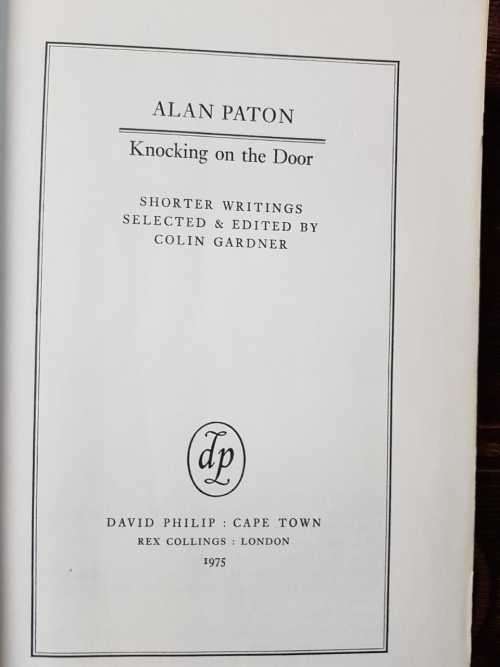 ALAN PATON
Knocking on the Door
SHORTER WRITINGS
SELECTED & EDITED BY
COLIN GARDNER
dp
DAVID PHILIP : CAPE TOWN
REX COLLINGS : LONDON
1975